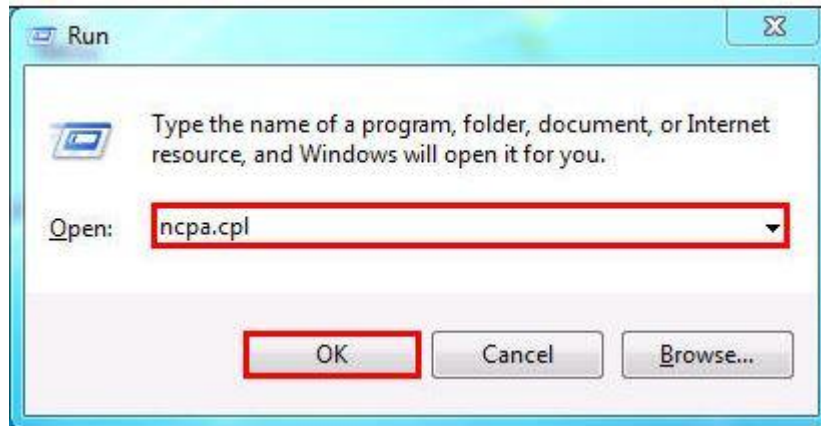 Run
Type the name of a program, folder, document, or Internet
resource, and Windows will open it for you.
Open: ncpa.cpl
OK Cancel Browse...